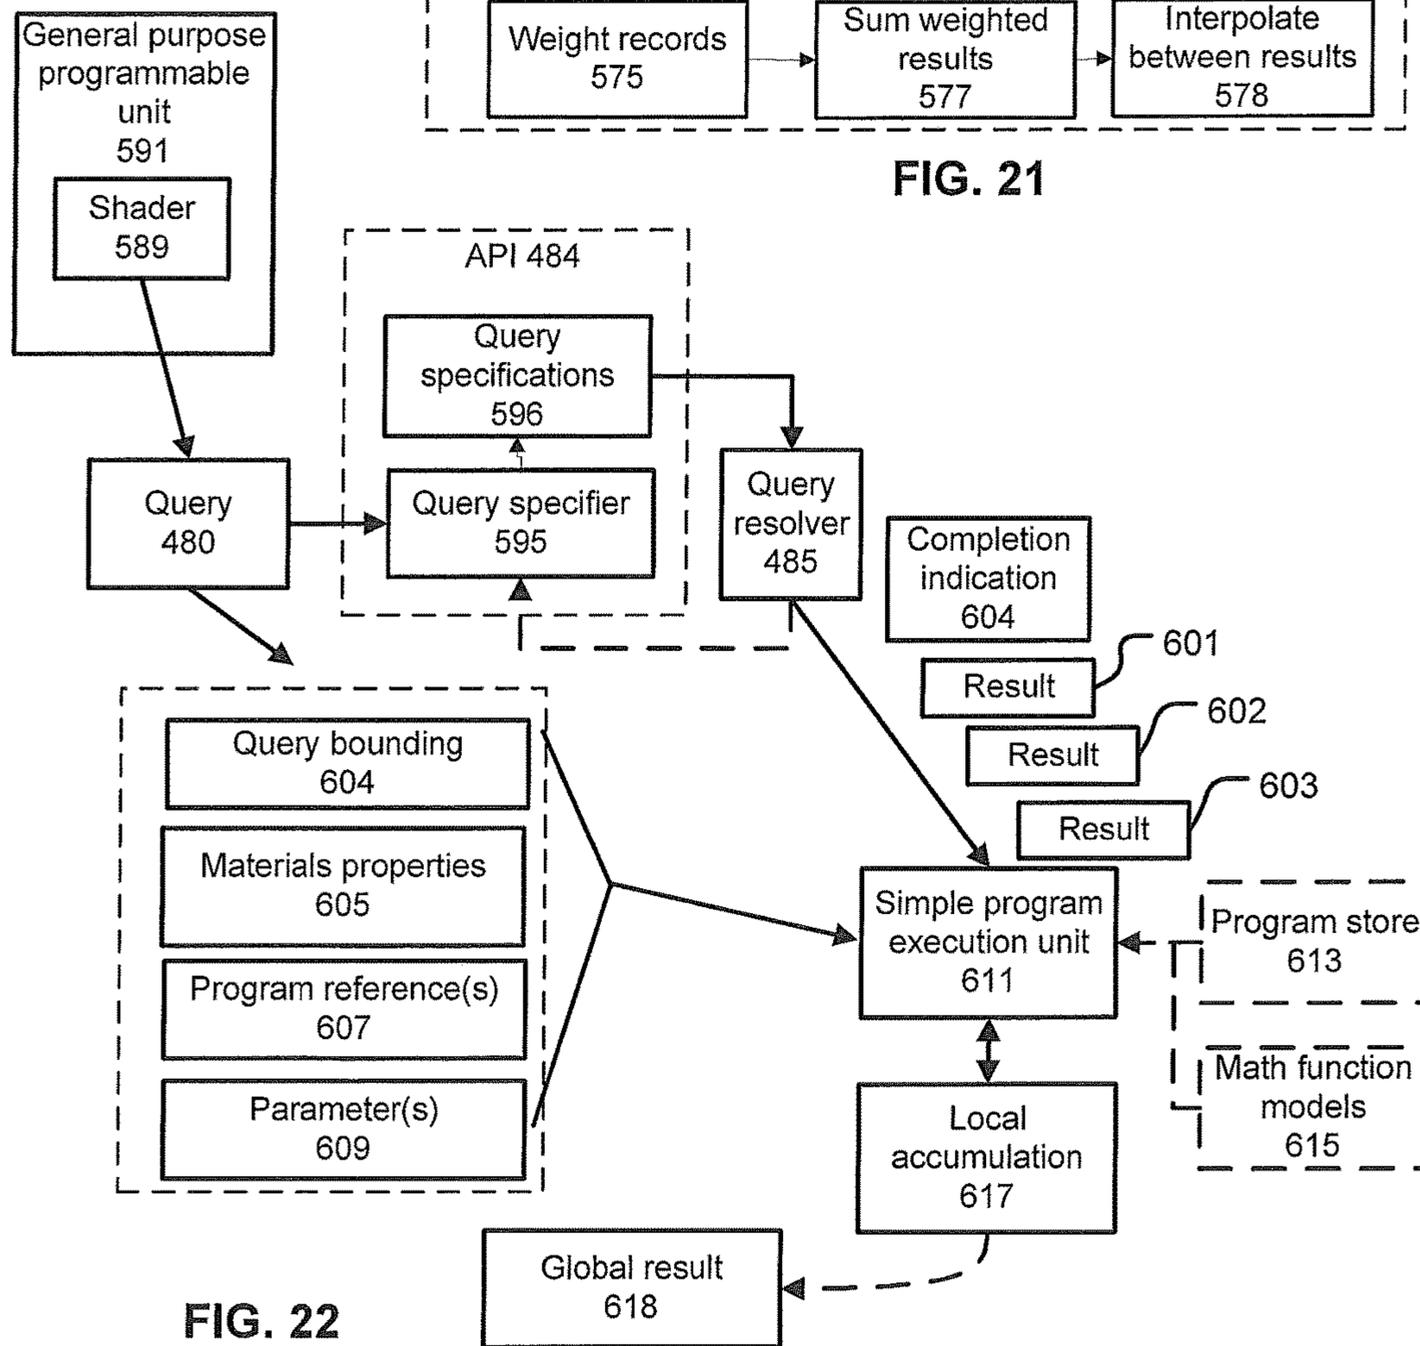 General purpose
programmable
unit
591
Shader
589
Weight records
575
Sum weighted
results
577
Interpolate
between results
578
FIG. 21
API 484
Query
specifications
596
Query specifier
595
Query
480
Query
resolver
485
Completion
indication
604
601
Result
602
Result
603
Result
Query bounding
604
Materials properties
605
Program reference(s)
607
Parameter(s)
609
Simple program
execution unit
611
Program store
613
Math function
models
615
Local
accumulation
617
Global result
618
FIG. 22